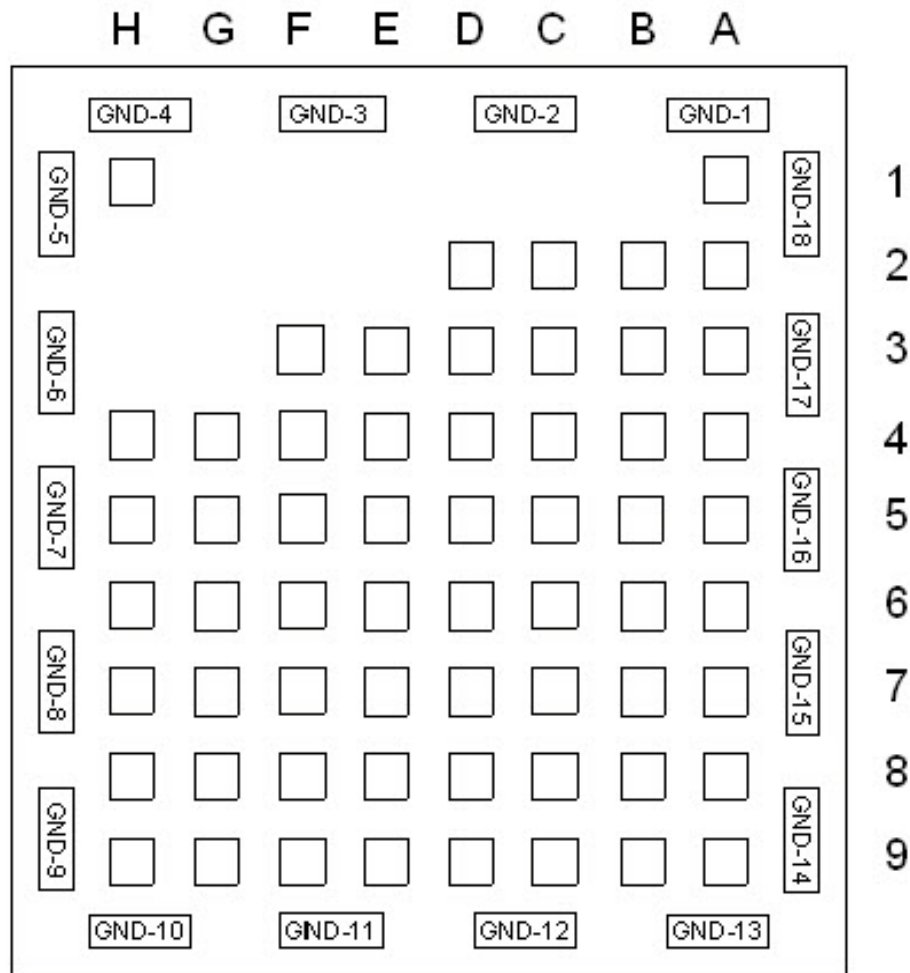 H G F E D C B A
GND-4 GND-3 GND-2 GND-1
GND-5
GND-18
1
2
GND-6
GND-17
3
4
GND-7
GND-16
5
6
GND-8
GND-15
7
8
GND-9
GND-14
9
GND-10 GND-11 GND-12 GND-13